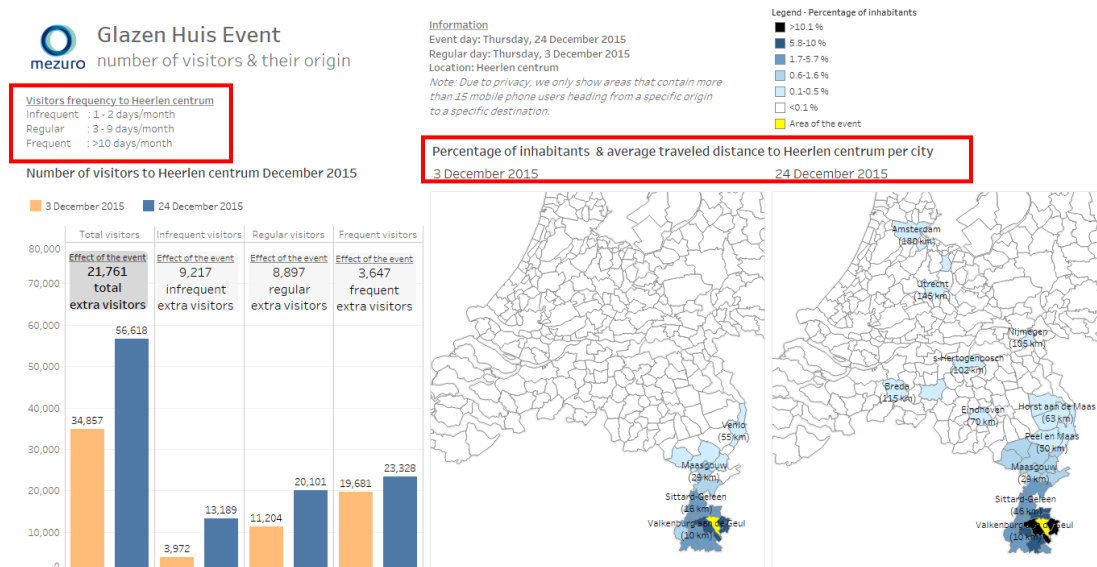 mezuro
Glazen Huis Event
number of visitors & their origin
Visitors frequency to Heerlen centrum
Infrequent : 1 - 2 days/month
Regular : 3 - 9 days/month
Frequent : >10 days/month
Information
Event day: Thursday, 24 December 2015
Regular day: Thursday, 3 December 2015
Location: Heerlen centrum
Note: Due to privacy, we only show areas that contain more
than 15 mobile phone users heading from a specific origin
to a specific destination.
Legend - Percentage of inhabitants
>10.1 %
5.8-10 %
1.7-5.7 %
0.6-1.6 %
0.1-0.5 %
<0.1 %
Area of the event
Number of visitors to Heerlen centrum December 2015
3 December 2015
24 December 2015
Total visitors
Infrequent visitors
Regular visitors
Frequent visitors
80,000
70,000
60,000
50,000
40,000
30,000
20,000
10,000
0
Effect of the event
21,761
total
extra visitors
Effect of the event
9,217
infrequent
extra visitors
Effect of the event
8,897
regular
extra visitors
Effect of the event
3,647
frequent
extra visitors
34,857
56,618
3,972
13,189
11,204
20,101
19,681
23,328
Percentage of inhabitants & average traveled distance to Heerlen centrum per city
3 December 2015
24 December 2015
Venlo
(55 km)
Maasgouw
(29 km)
Sittard-Geleen
(16 km)
Valkenburg aan de Geul
(10 km)
Amsterdam
(180 km)
Utrecht
(145 km)
Nijmegen
(105 km)
s-Hertogenbosch
(102 km)
Breda
(115 km)
Eindhoven
(70 km)
Horst aan de Maas
(63 km)
Peel en Maas
(50 km)
Maasgouw
(29 km)
Sittard-Geleen
(16 km)
Valkenburg aan de Geul
(10 km)